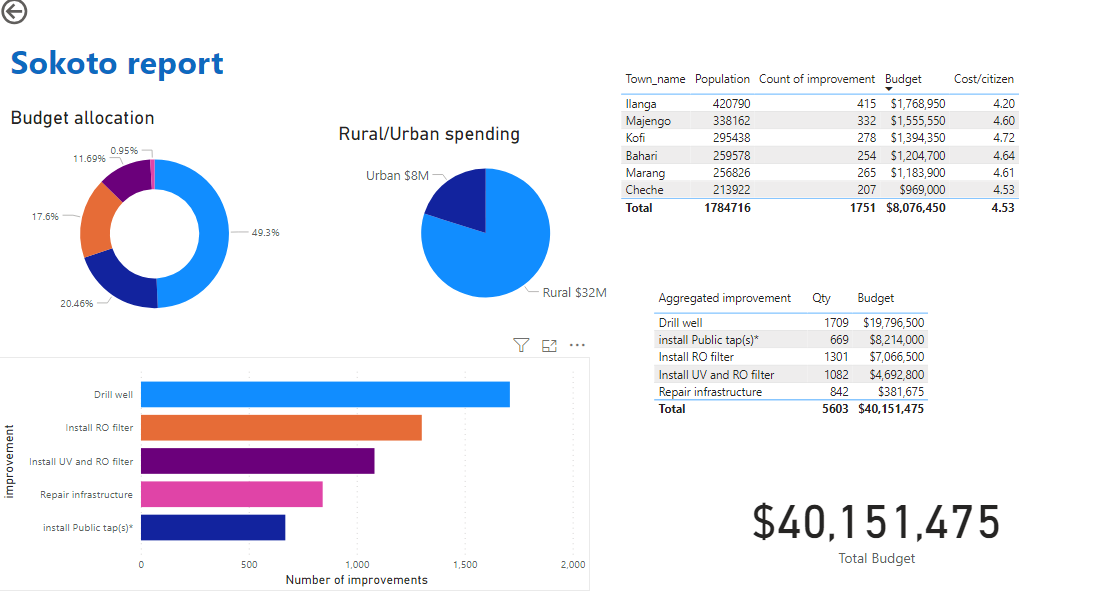 Sokoto report
Budget allocation
0.95%
11.69%
17.6%
49.3%
20.46%
Rural/Urban spending
Urban $8M
Rural $32M
Town_name Population Count of improvement Budget Cost/citizen
Ilanga 420790 415 $1,768,950 4.20
Majengo 338162 332 $1,555,550 4.60
Kofi 295438 278 $1,394,350 4.72
Bahari 259578 254 $1,204,700 4.64
Marang 256826 265 $1,183,900 4.61
Cheche 213922 207 $969,000 4.53
Total 1784716 1751 $8,076,450 4.53
Aggregated improvement Qty Budget
Drill well 1709 $19,796,500
install Public tap(s)* 669 $8,214,000
Install RO filter 1301 $7,066,500
Install UV and RO filter 1082 $4,692,800
Repair infrastructure 842 $381,675
Total 5603 $40,151,475
improvement
Drill well
Install RO filter
Install UV and RO filter
Repair infrastructure
install Public tap(s)*
0 500 1,000 1,500 2,000
Number of improvements
$40,151,475
Total Budget